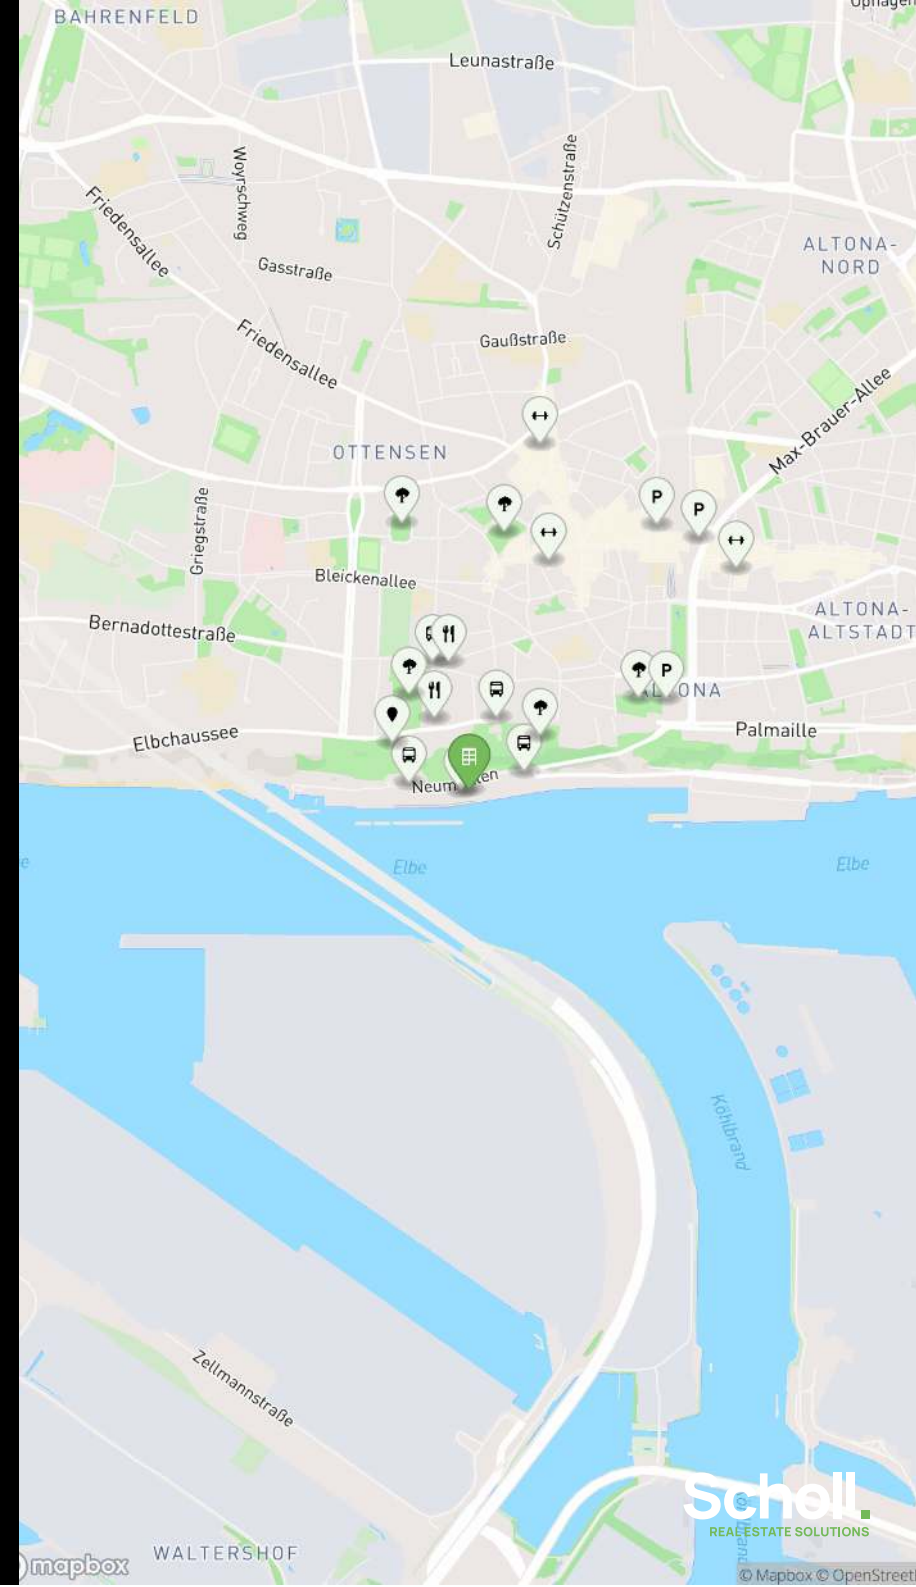 BAHRENFELD
Leunastraße
Woyrschweg
Schützenstraße
Friedensallee
ALTONA-
NORD
Gasstraße
Friedensallee
Gaußstraße
Max-Brauer-Allee
OTTENSEN
P
P
Griegstraße
Bleickenallee
ALTONA-
ALTSTADT
Bernadottestraße
P
Elbchaussee
Palmaille
Elbe
Elbe
Köhlbrand
Zellmannstraße
Scholl.
REAL ESTATE SOLUTIONS
WALTERSHOF
mapbox
© Mapbox © OpenStreet